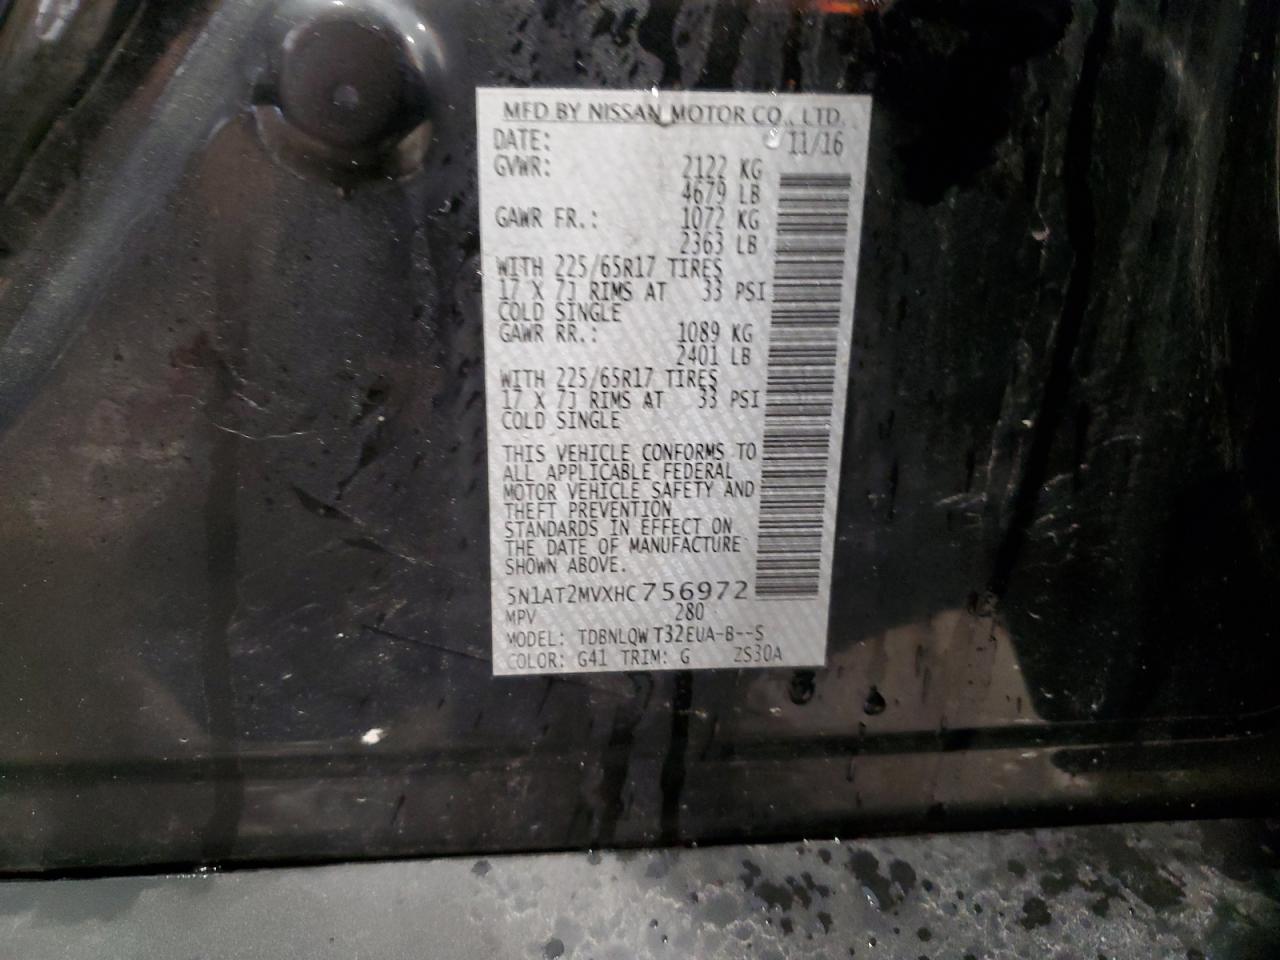 MFD BY NISSAN MOTOR CO., LTD.
DATE: 11/16
GVWR: 2122 KG
4679 LB
GAWR FR.: 1072 KG
2363 LB
WITH 225/65R17 TIRES
17 X 7J RIMS AT 33 PSI
COLD SINGLE
GAWR RR.: 1089 KG
2401 LB
WITH 225/65R17 TIRES
17 X 7J RIMS AT 33 PSI
COLD SINGLE
THIS VEHICLE CONFORMS TO
ALL APPLICABLE FEDERAL
MOTOR VEHICLE SAFETY AND
THEFT PREVENTION
STANDARDS IN EFFECT ON
THE DATE OF MANUFACTURE
SHOWN ABOVE.
5N1AT2MVXHC756972
MPV 280
MODEL: TDBNLQW T32EUA-B--S
COLOR: G41 TRIM: G ZS30A